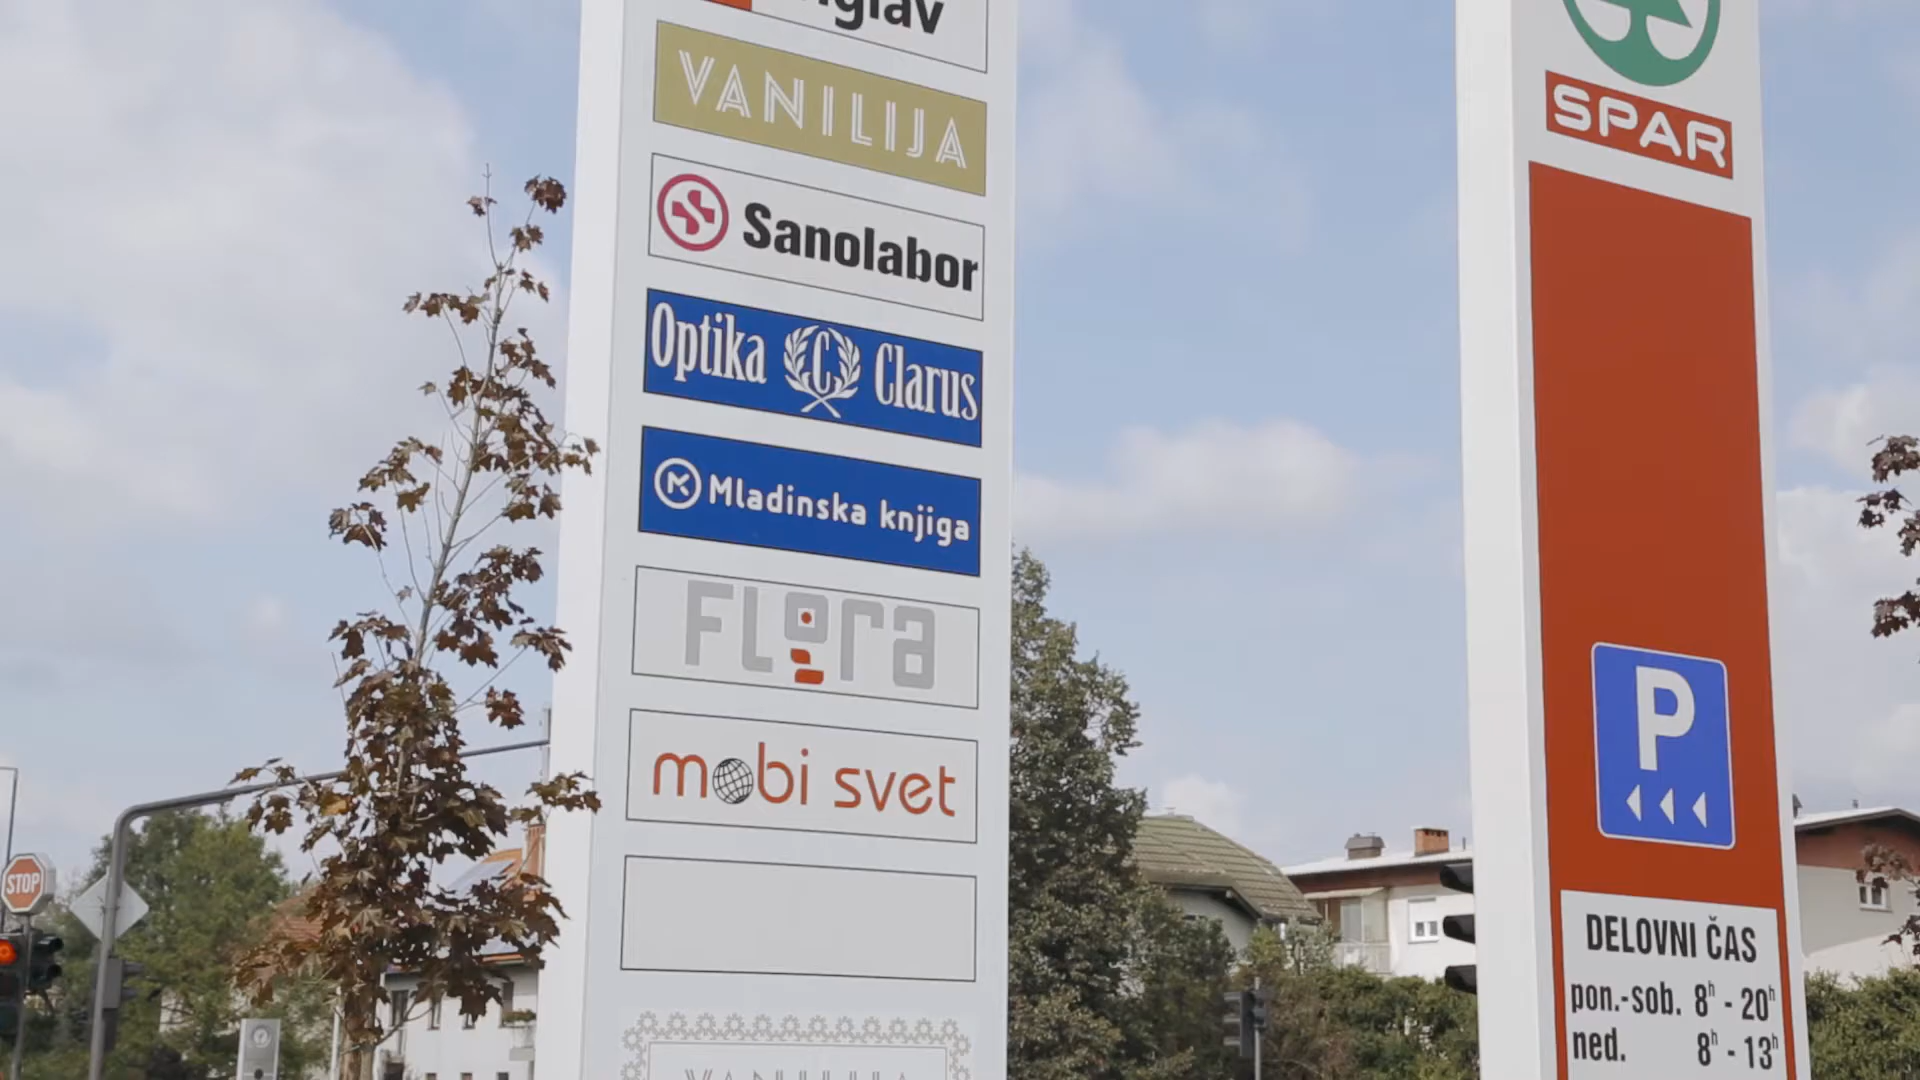 VANILIJA
Sanolabor
Optika C Clarus
Mladinska knjiga
FLora
mobi svet
VANILIJA
SPAR
P
DELOVNI ČAS
pon.-sob. 8h - 20h
ned. 8h - 13h
STOP